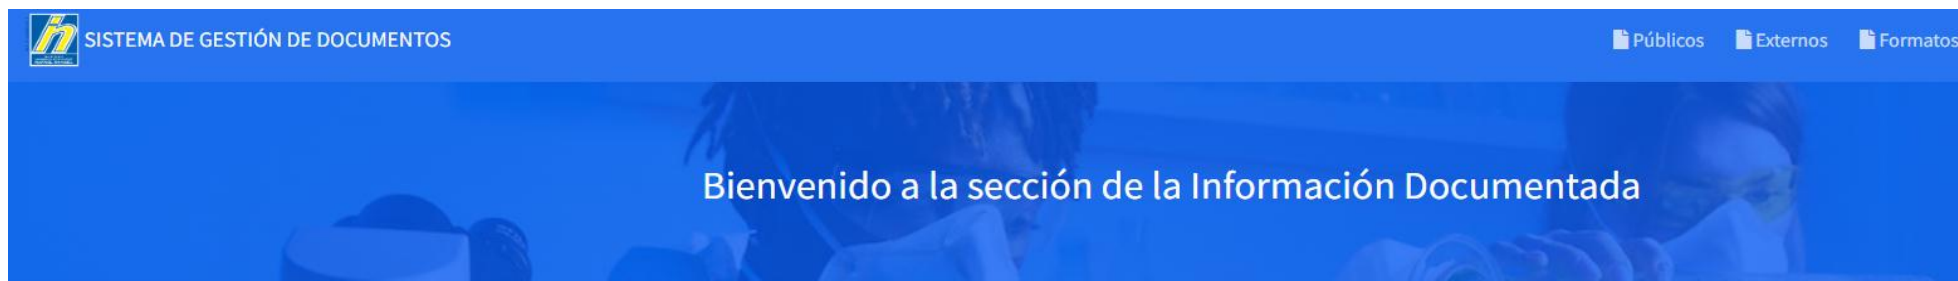 SISTEMA DE GESTIÓN DE DOCUMENTOS
Públicos
Externos
Formatos
Bienvenido a la sección de la Información Documentada